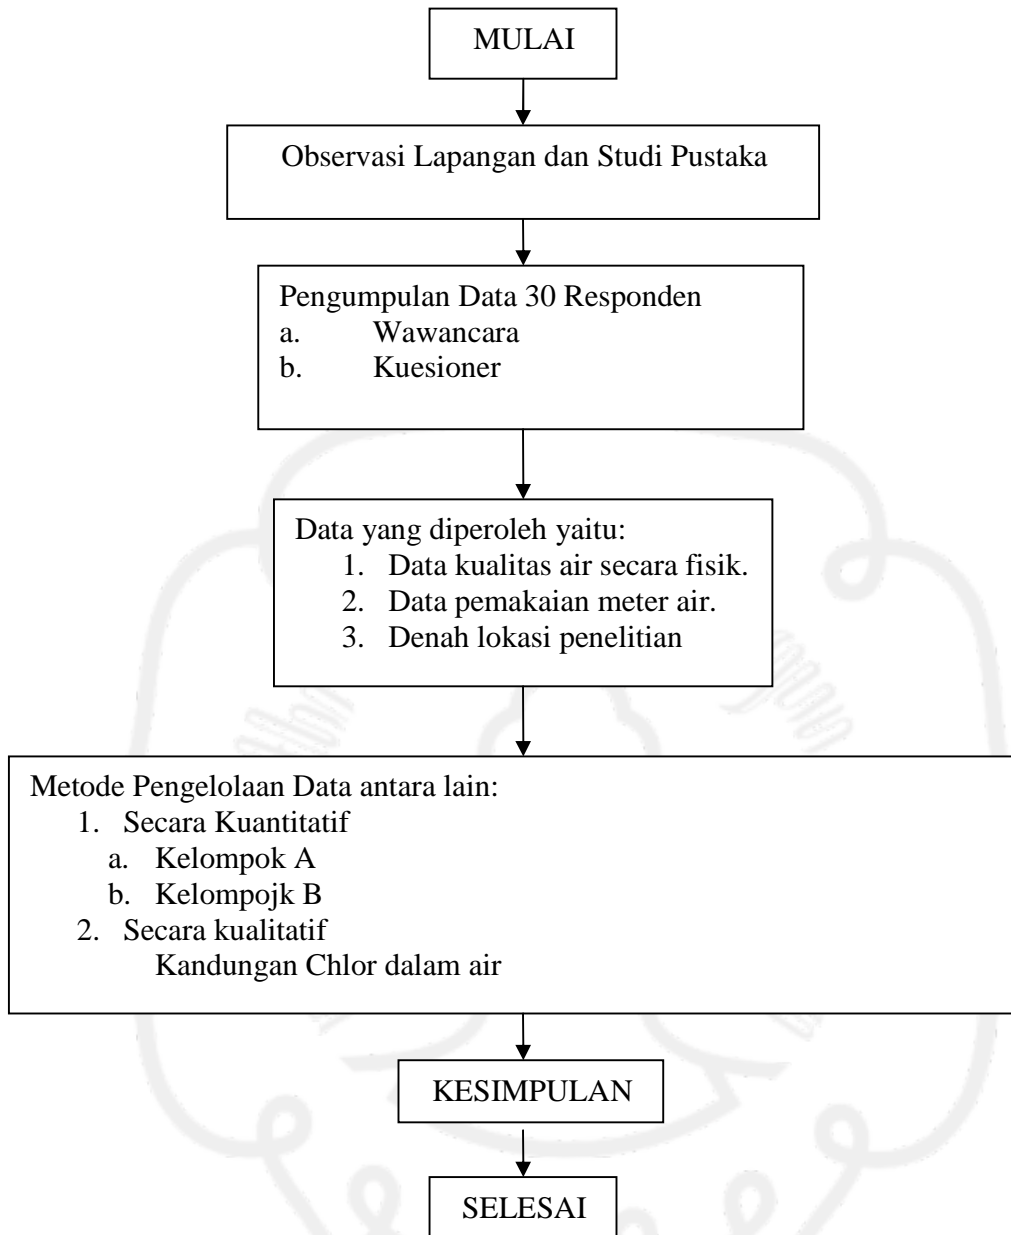 MULAI
Observasi Lapangan dan Studi Pustaka
Pengumpulan Data 30 Responden
a. Wawancara
b. Kuesioner
Data yang diperoleh yaitu:
1. Data kualitas air secara fisik.
2. Data pemakaian meter air.
3. Denah lokasi penelitian
Metode Pengelolaan Data antara lain:
1. Secara Kuantitatif
a. Kelompok A
b. Kelompojk B
2. Secara kualitatif
Kandungan Chlor dalam air
KESIMPULAN
SELESAI